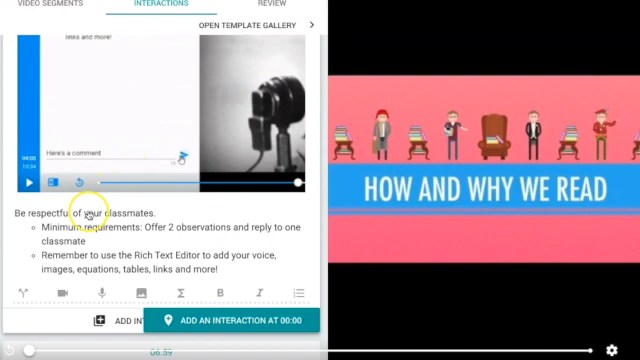 VIDEO SEGMENTS INTERACTIONS REVIEW
OPEN TEMPLATE GALLERY
links and more!
04:00
Here's a comment
Be respectful of your classmates.
Minimum requirements: Offer 2 observations and reply to one
classmate
Remember to use the Rich Text Editor to add your voice,
images, equations, tables, links and more!
Σ B I
ADD
ADD AN INTERACTION AT 00:00
06:59
HOW AND WHY WE READ